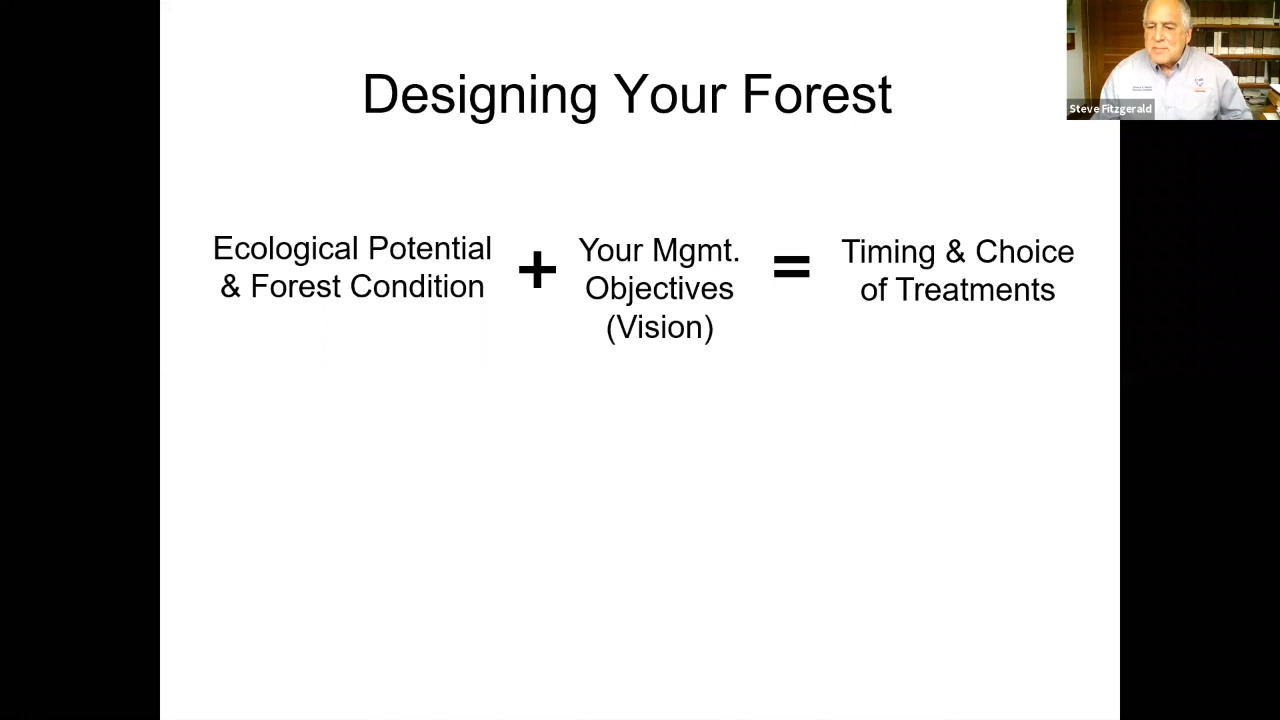 Designing Your Forest
Ecological Potential
& Forest Condition
+
Your Mgmt.
Objectives
(Vision)
=
Timing & Choice
of Treatments
Steve Fitzgerald